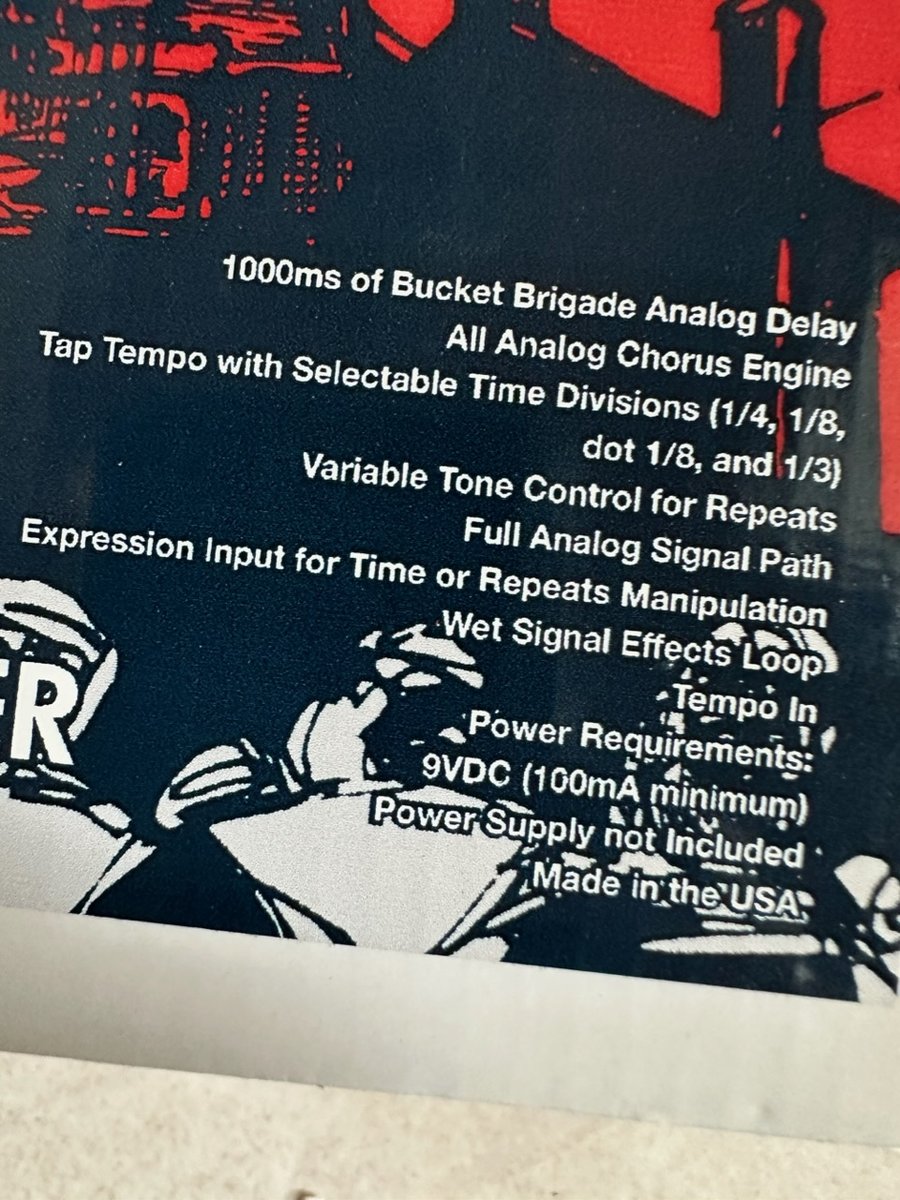 1000ms of Bucket Brigade Analog Delay
All Analog Chorus Engine
Tap Tempo with Selectable Time Divisions (1/4, 1/8,
dot 1/8, and 1/3)
Variable Tone Control for Repeats
Full Analog Signal Path
Expression Input for Time or Repeats Manipulation
Wet Signal Effects Loop
Tempo In
Power Requirements:
9VDC (100mA minimum)
Power Supply not Included
Made in the USA